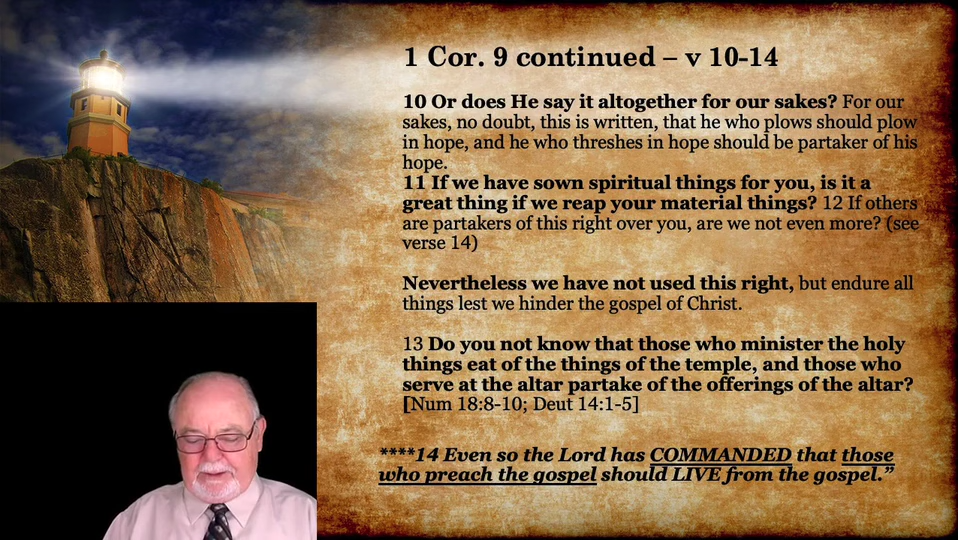 1 Cor. 9 continued – v 10-14
10 Or does He say it altogether for our sakes? For our
sakes, no doubt, this is written, that he who plows should plow
in hope, and he who threshes in hope should be partaker of his
hope.
11 If we have sown spiritual things for you, is it a
great thing if we reap your material things? 12 If others
are partakers of this right over you, are we not even more? (see
verse 14)
Nevertheless we have not used this right, but endure all
things lest we hinder the gospel of Christ.
13 Do you not know that those who minister the holy
things eat of the things of the temple, and those who
serve at the altar partake of the offerings of the altar?
[Num 18:8-10; Deut 14:1-5]
****14 Even so the Lord has COMMANDED that those
who preach the gospel should LIVE from the gospel.”